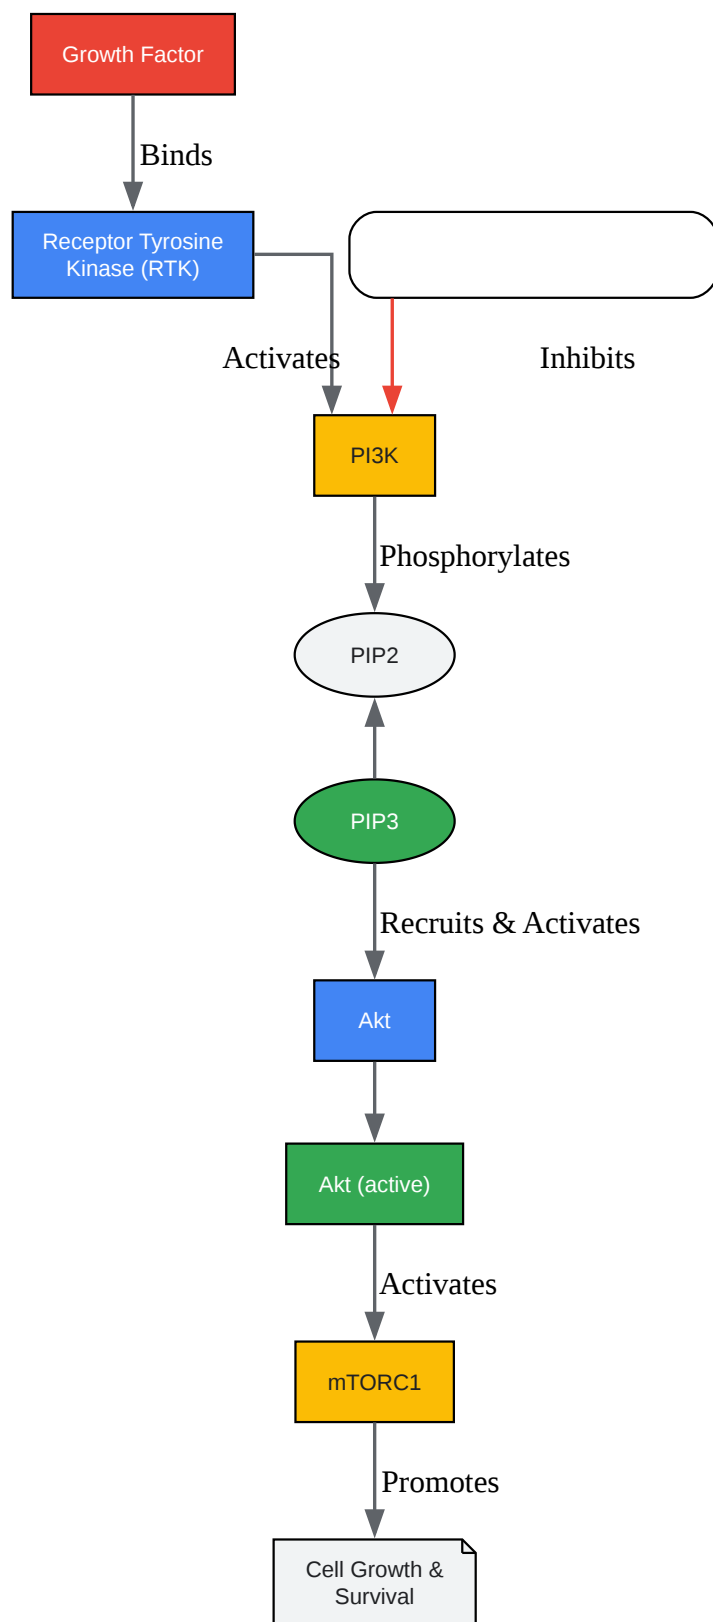 Growth Factor
Binds
Receptor Tyrosine
Kinase (RTK)
Activates
Inhibits
PI3K
Phosphorylates
PIP2
PIP3
Recruits & Activates
Akt
Akt (active)
Activates
mTORC1
Promotes
Cell Growth &
Survival